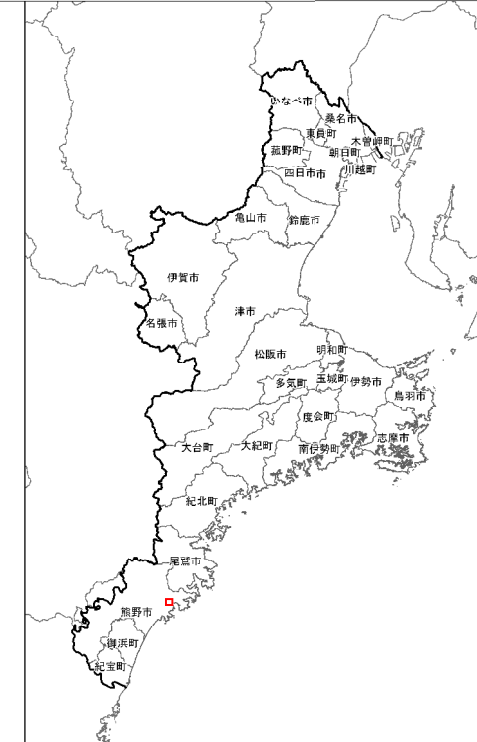 いなべ市
桑名市
東員町
木曽岬町
菰野町
朝日町
四日市市
川越町
亀山市
鈴鹿市
伊賀市
津市
名張市
松阪市
明和町
多気町
玉城町
伊勢市
鳥羽市
度会町
志摩市
大台町
大紀町
南伊勢町
紀北町
尾鷲市
熊野市
御浜町
紀宝町